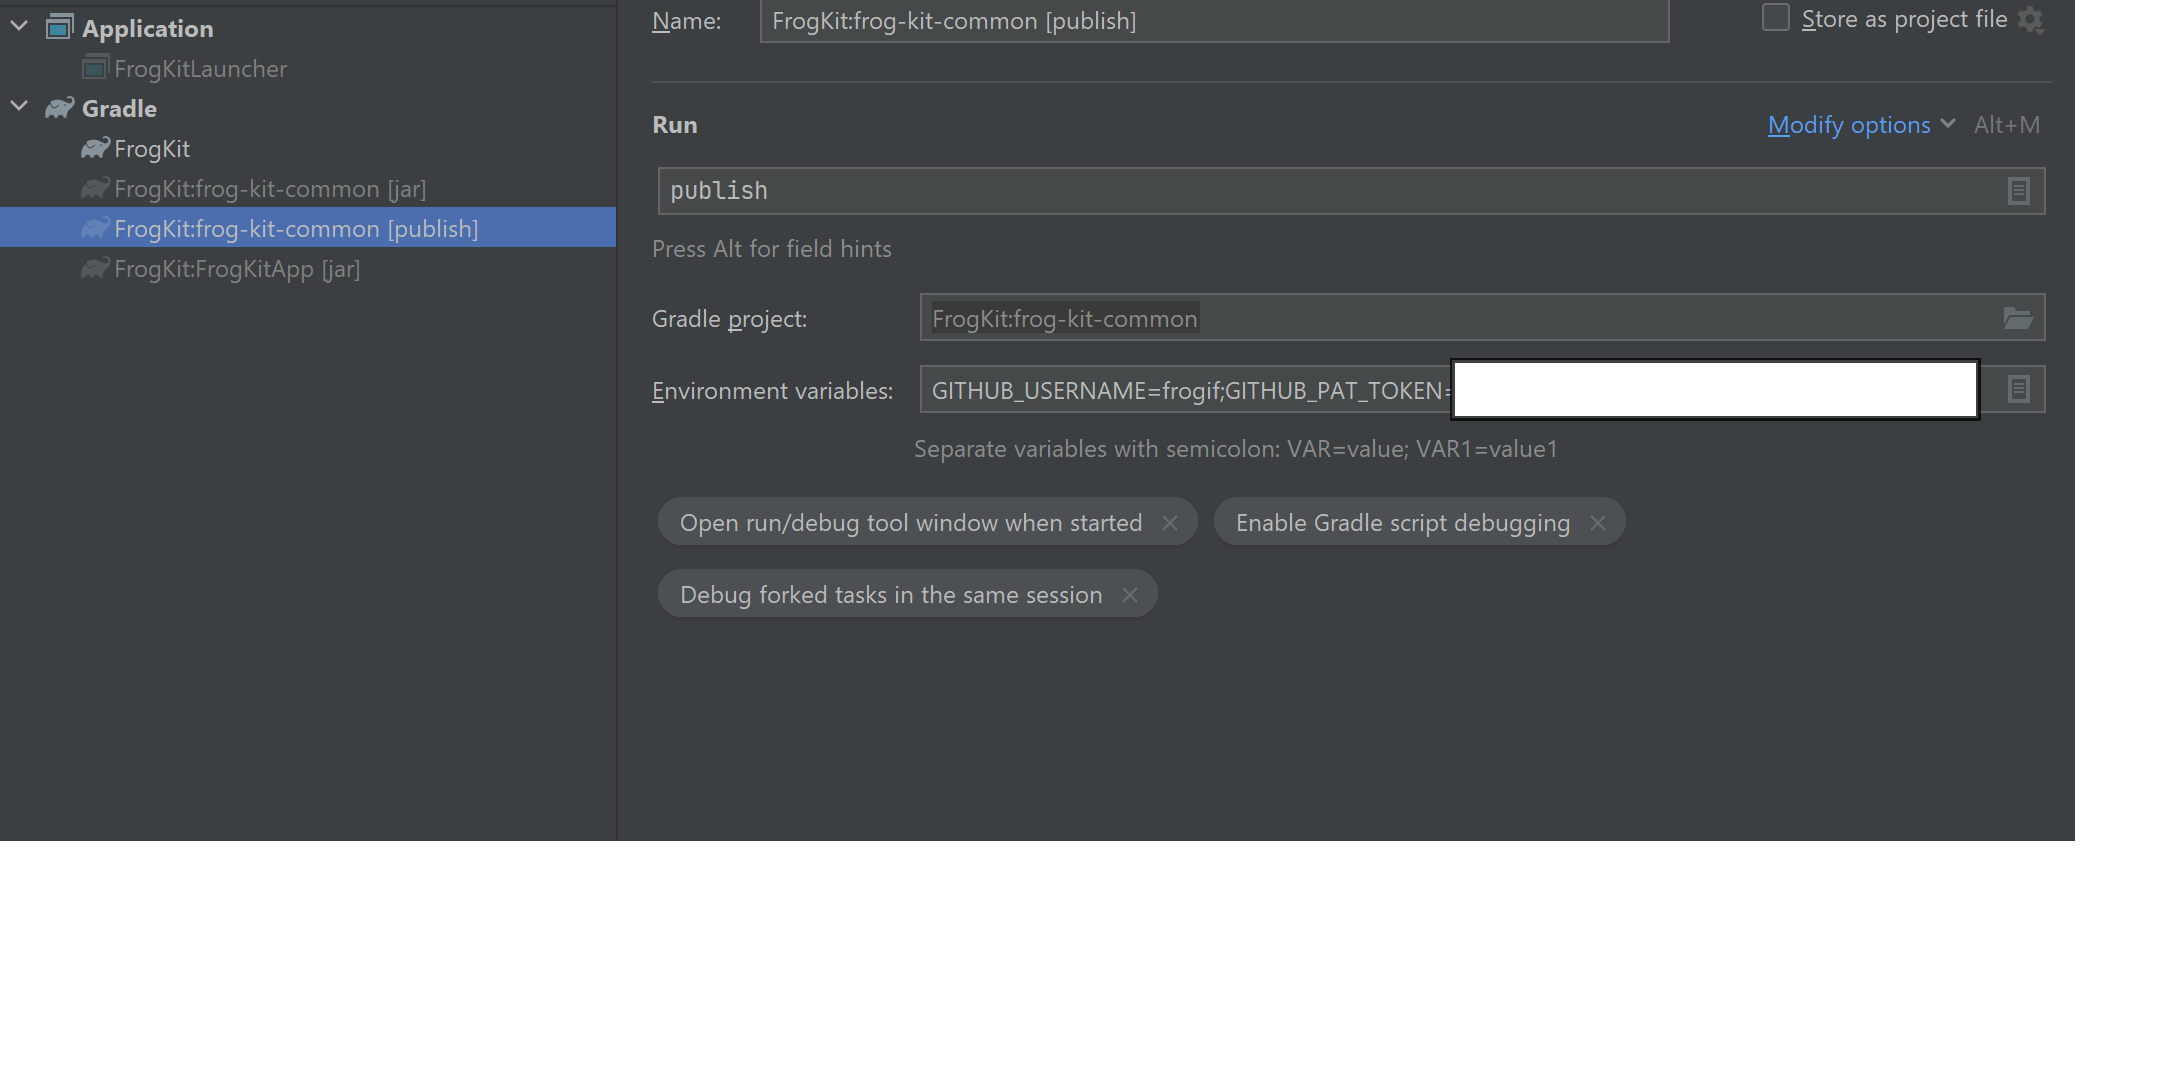 Application
FrogKitLauncher
Gradle
FrogKit
FrogKit:frog-kit-common [jar]
FrogKit:frog-kit-common [publish]
FrogKit:FrogKitApp [jar]
Name: FrogKit:frog-kit-common [publish] Store as project file
Run Modify options Alt+M
publish
Press Alt for field hints
Gradle project: FrogKit:frog-kit-common
Environment variables: GITHUB_USERNAME=frogif;GITHUB_PAT_TOKEN=
Separate variables with semicolon: VAR=value; VAR1=value1
Open run/debug tool window when started Enable Gradle script debugging
Debug forked tasks in the same session